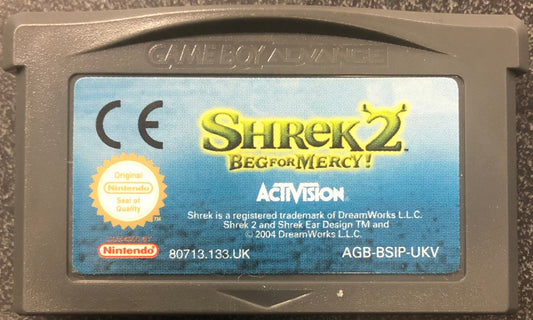 GAME BOY ADVANCE
CE
SHREK 2
BEG FOR MERCY!
ACTIVISION
Original
Nintendo
Seal of
Quality
TM
Shrek is a registered trademark of DreamWorks L.L.C.
Shrek 2 and Shrek Ear Design TM and
© 2004 DreamWorks L.L.C.
Nintendo
80713.133.UK
AGB-BSIP-UKV